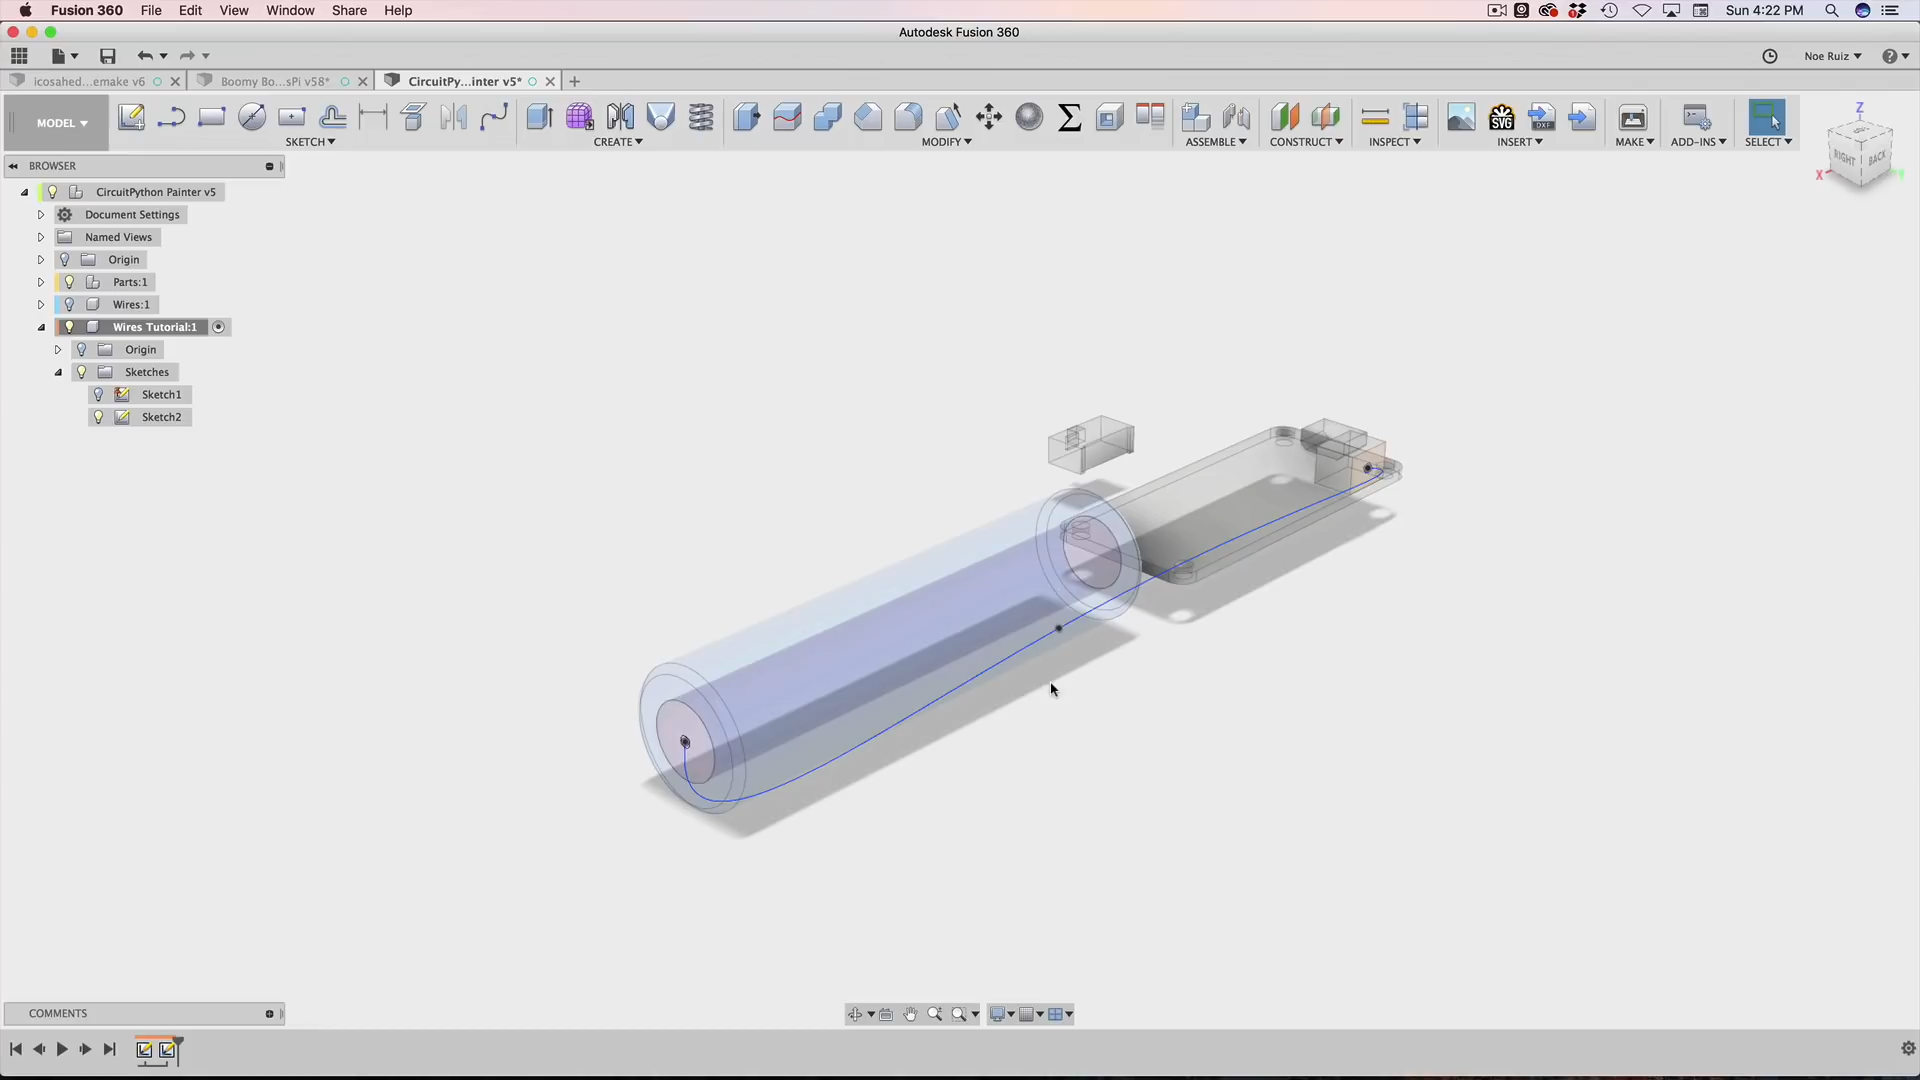 Fusion 360 File Edit View Window Share Help Sun 4:22 PM
Autodesk Fusion 360
Noe Ruiz
icosahed...emake v6 Boomy Bo...sPi v58* CircuitPy...inter v5*
MODEL
SKETCH CREATE MODIFY ASSEMBLE CONSTRUCT INSPECT INSERT MAKE ADD-INS SELECT
SVG
DXF
Z
RIGHT BACK
X
BROWSER
CircuitPython Painter v5
Document Settings
Named Views
Origin
Parts:1
Wires:1
Wires Tutorial:1
Origin
Sketches
Sketch1
Sketch2
COMMENTS